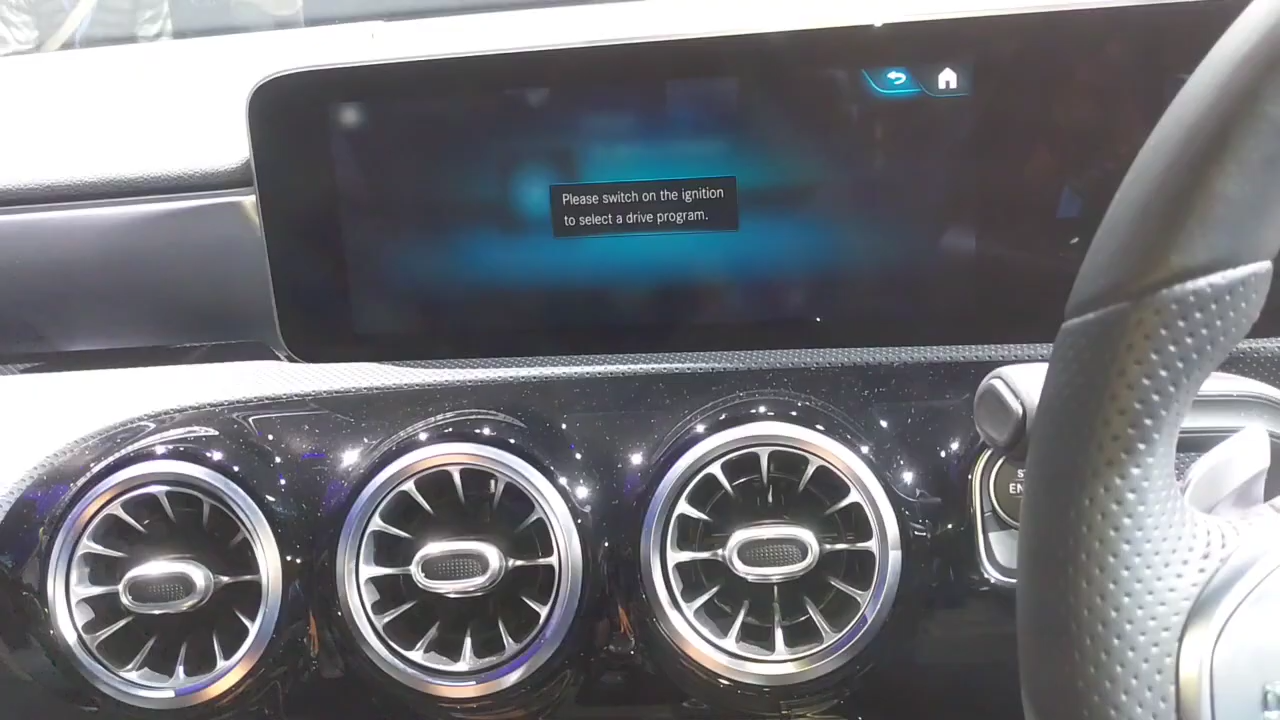 Please switch on the ignition
to select a drive program.